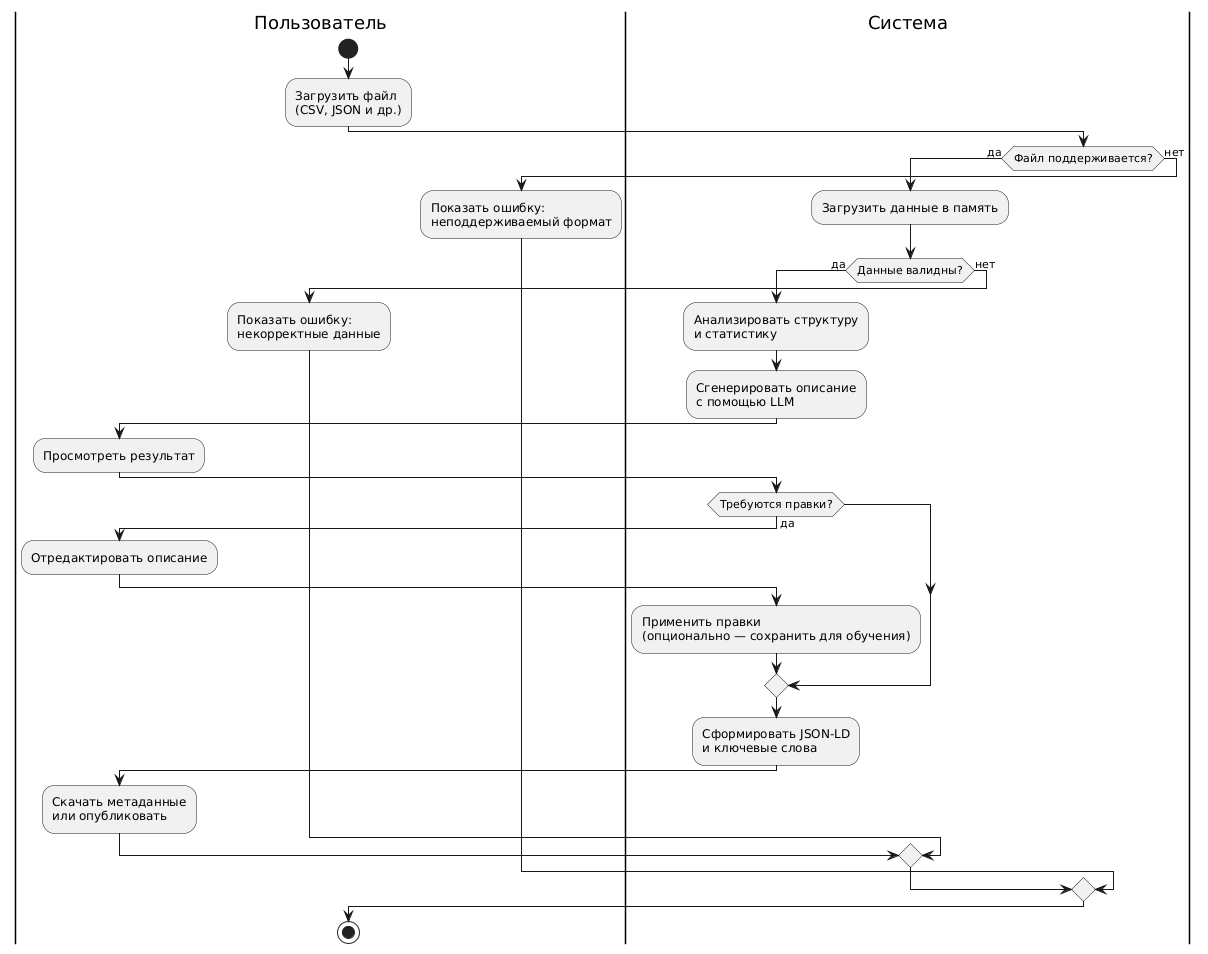 Пользователь
Система
Загрузить файл
(CSV, JSON и др.)
да
Файл поддерживается?
нет
Показать ошибку:
неподдерживаемый формат
Загрузить данные в память
да
Данные валидны?
нет
Показать ошибку:
некорректные данные
Анализировать структуру
и статистику
Сгенерировать описание
с помощью LLM
Просмотреть результат
Требуются правки?
да
Отредактировать описание
Применить правки
(опционально — сохранить для обучения)
Сформировать JSON-LD
и ключевые слова
Скачать метаданные
или опубликовать